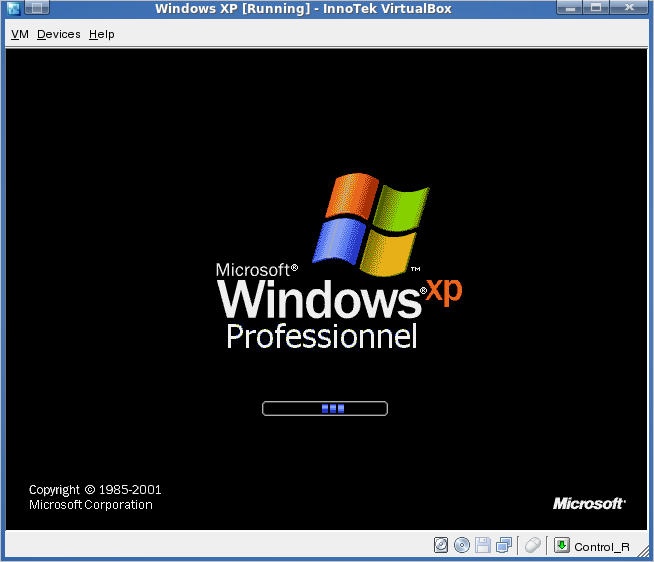 Windows XP [Running] - InnoTek VirtualBox
VM Devices Help
Microsoft®
Windows®xp
™
Professionnel
Copyright © 1985-2001
Microsoft Corporation
Microsoft®
Control_R